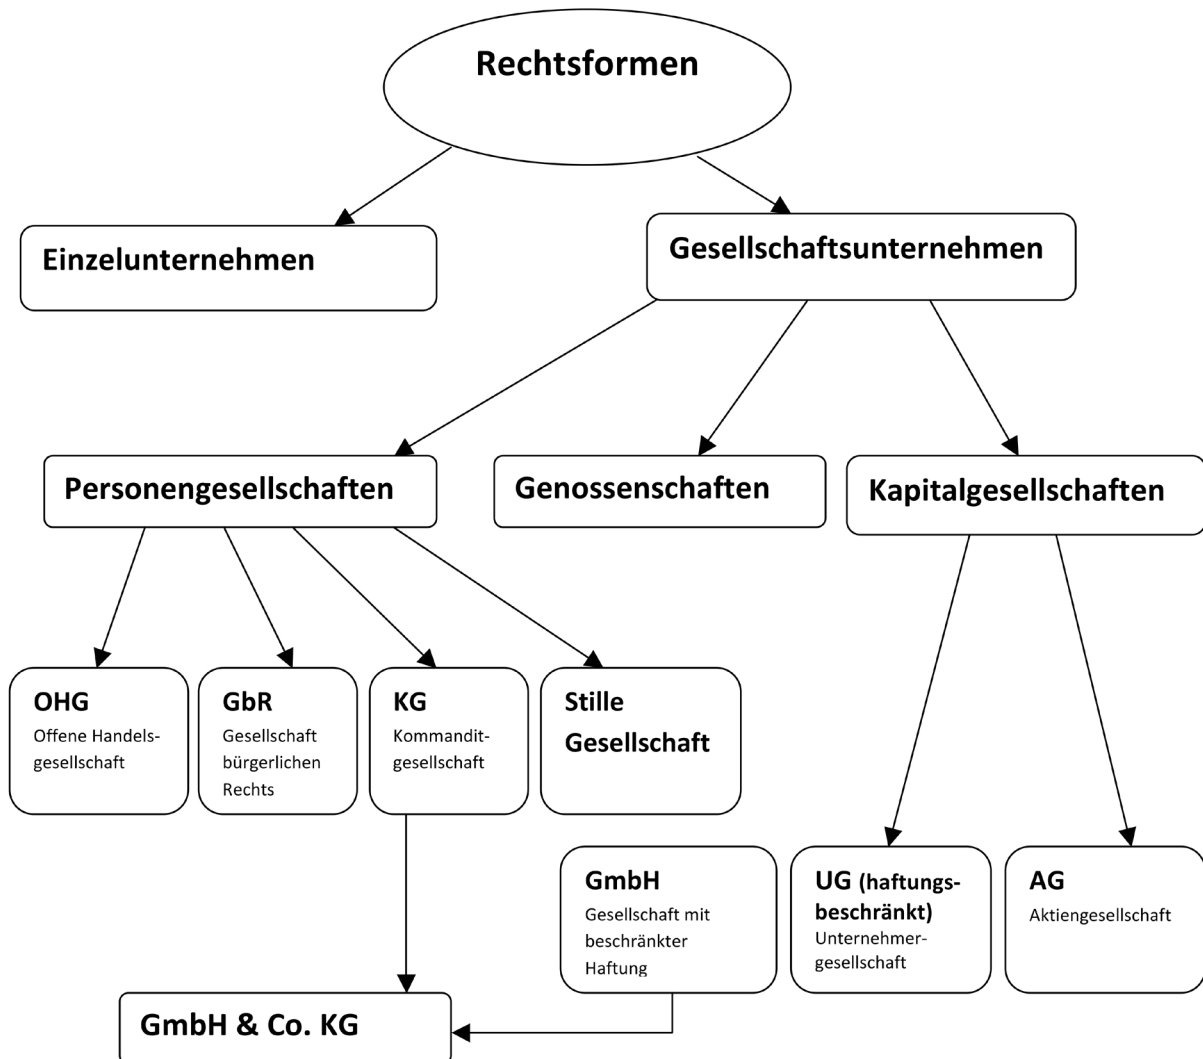 Rechtsformen
Einzelunternehmen
Gesellschaftsunternehmen
Personengesellschaften
Genossenschaften
Kapitalgesellschaften
OHG
Offene Handels-
gesellschaft
GbR
Gesellschaft
bürgerlichen
Rechts
KG
Kommandit-
gesellschaft
Stille
Gesellschaft
GmbH
Gesellschaft mit
beschränkter
Haftung
UG (haftungs-
beschränkt)
Unternehmer-
gesellschaft
AG
Aktiengesellschaft
GmbH & Co. KG